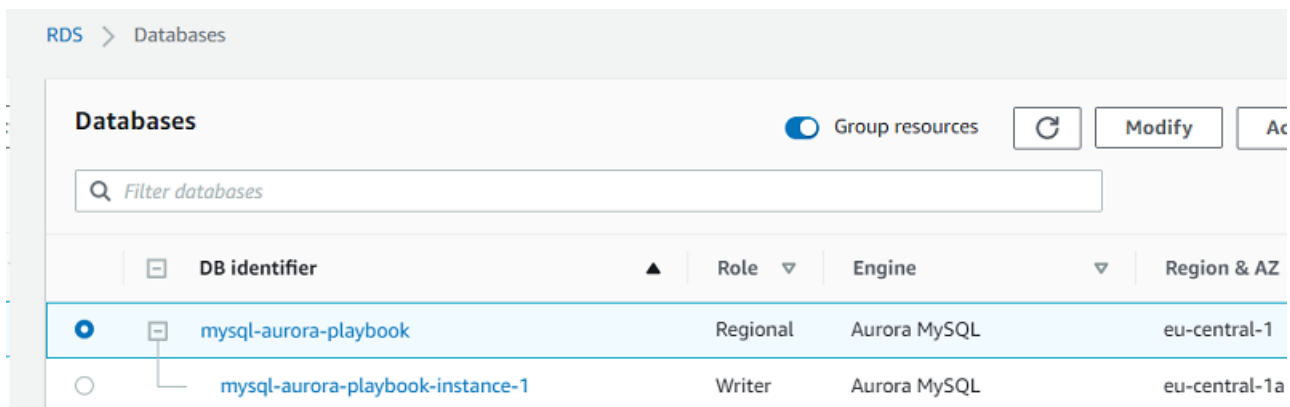 RDS > Databases
Databases Group resources Modify
Filter databases
DB identifier Role Engine Region & AZ
mysql-aurora-playbook Regional Aurora MySQL eu-central-1
mysql-aurora-playbook-instance-1 Writer Aurora MySQL eu-central-1a